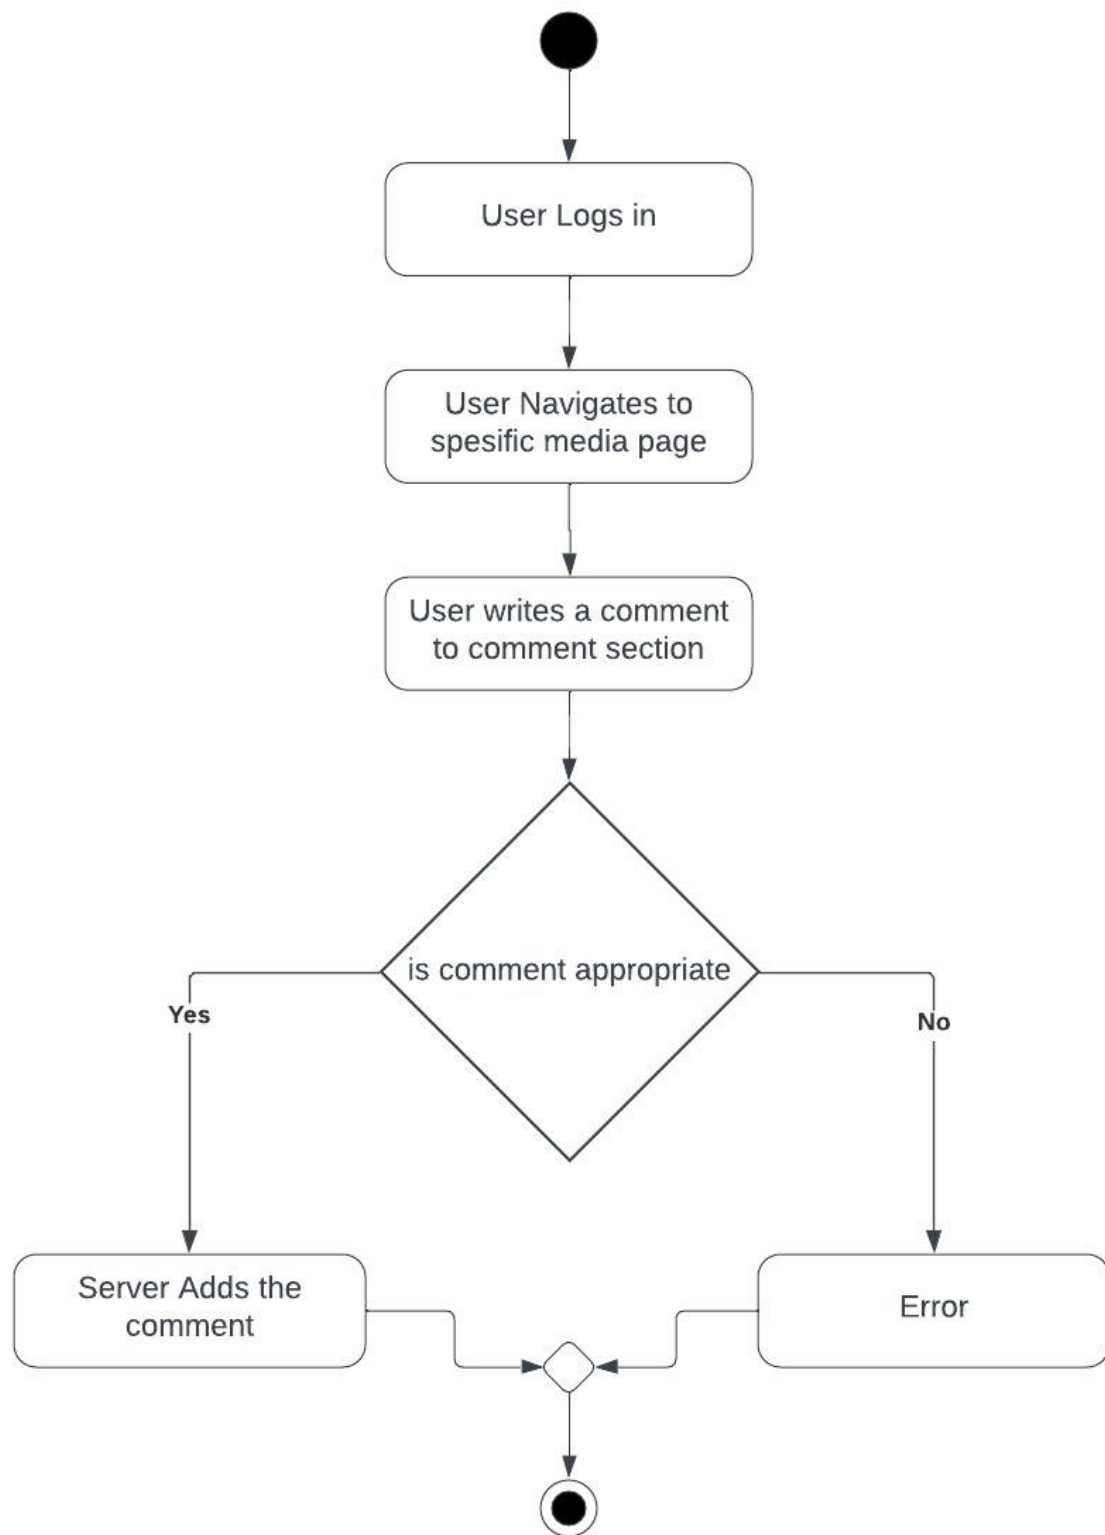 User Logs in
User Navigates to
spesific media page
User writes a comment
to comment section
is comment appropriate
Yes
No
Server Adds the
comment
Error